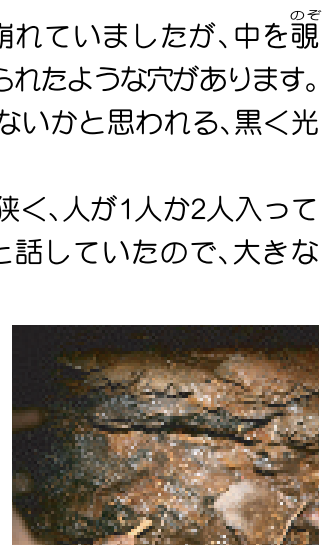 のぞ
崩れていましたが、中を覗
られたような穴があります。
ないかと思われる、黒く光
狭く、人が1人か2人入って
と話していたので、大きな